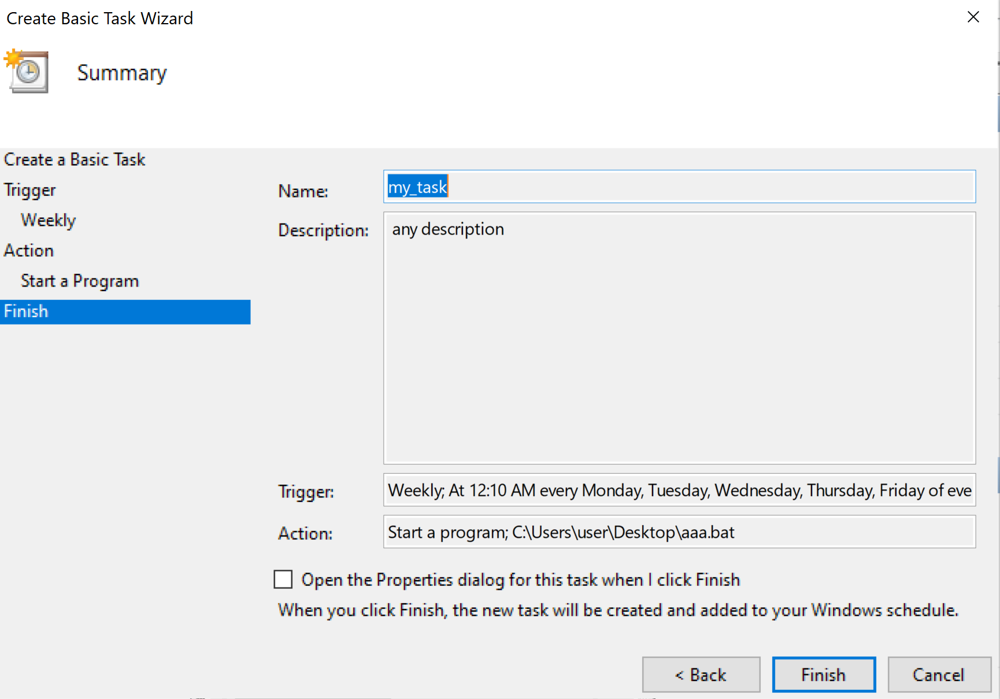 Create Basic Task Wizard
Summary
Create a Basic Task
Trigger
Weekly
Action
Start a Program
Finish
Name: my_task
Description: any description
Trigger: Weekly; At 12:10 AM every Monday, Tuesday, Wednesday, Thursday, Friday of eve
Action: Start a program; C:\Users\user\Desktop\aaa.bat
Open the Properties dialog for this task when I click Finish
When you click Finish, the new task will be created and added to your Windows schedule.
< Back Finish Cancel